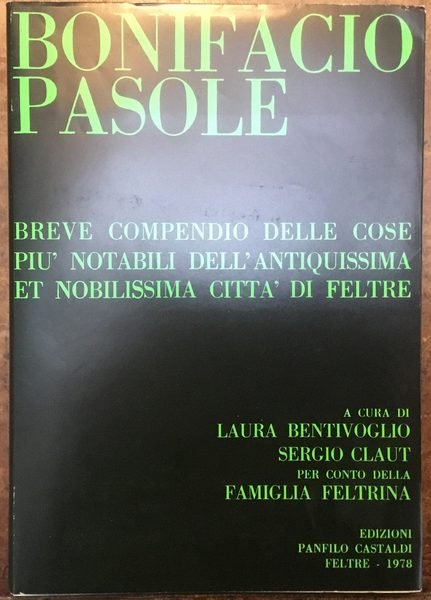 BONIFACIO
PASOLE
BREVE COMPENDIO DELLE COSE
PIU' NOTABILI DELL'ANTIQUISSIMA
ET NOBILISSIMA CITTA' DI FELTRE
A CURA DI
LAURA BENTIVOGLIO
SERGIO CLAUT
PER CONTO DELLA
FAMIGLIA FELTRINA
EDIZIONI
PANFILO CASTALDI
FELTRE - 1978